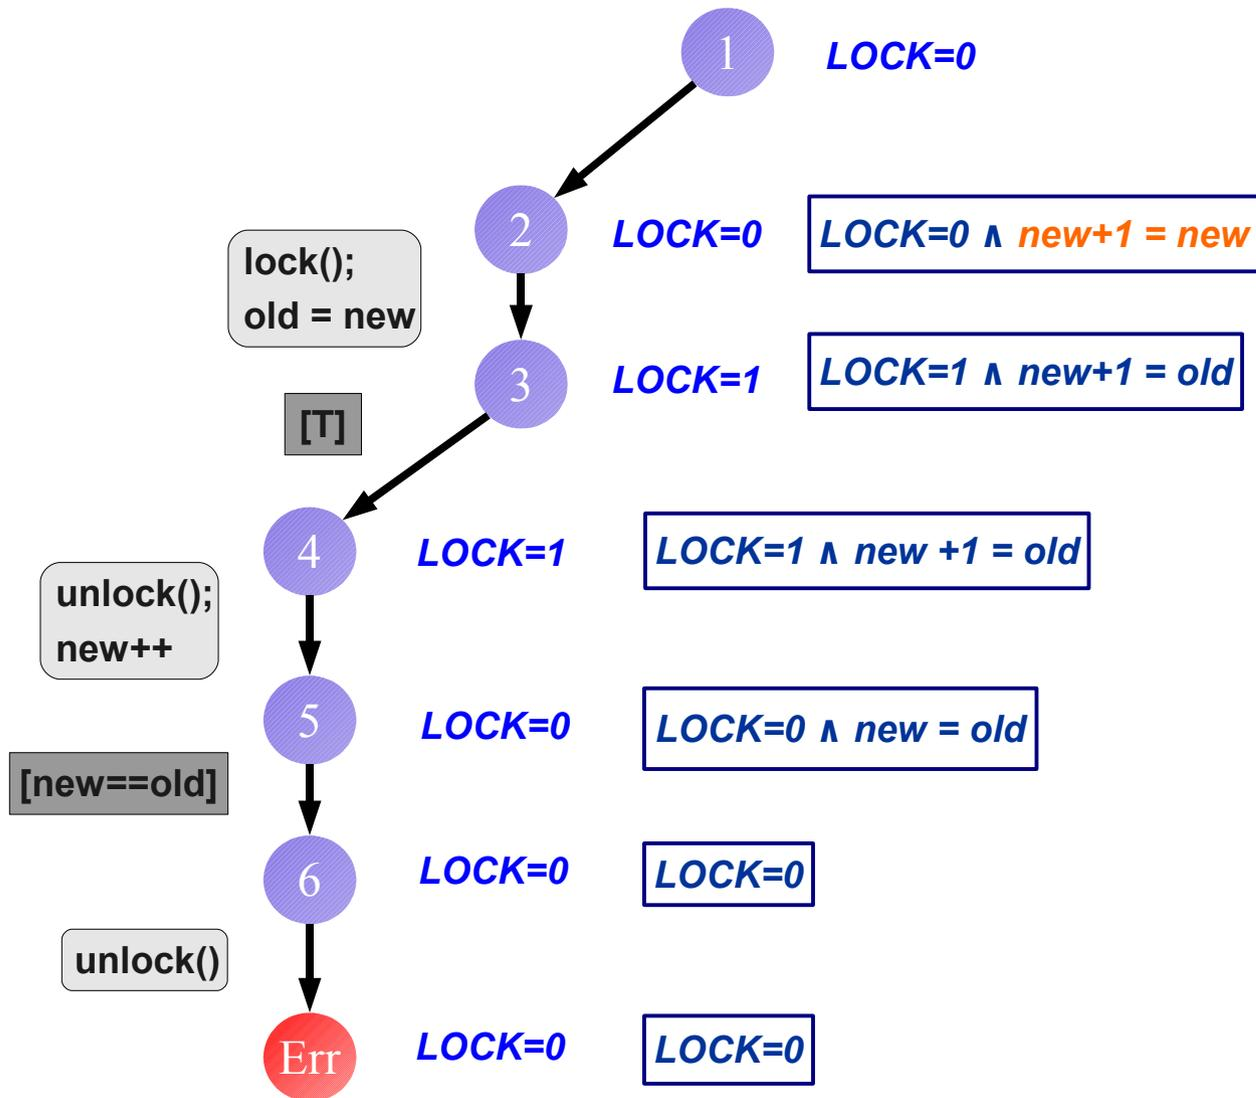 1 LOCK=0
2 LOCK=0 LOCK=0 ∧ new+1 = new
lock();
old = new
3 LOCK=1 LOCK=1 ∧ new+1 = old
[T]
4 LOCK=1 LOCK=1 ∧ new +1 = old
unlock();
new++
5 LOCK=0 LOCK=0 ∧ new = old
[new==old]
6 LOCK=0 LOCK=0
unlock()
Err LOCK=0 LOCK=0